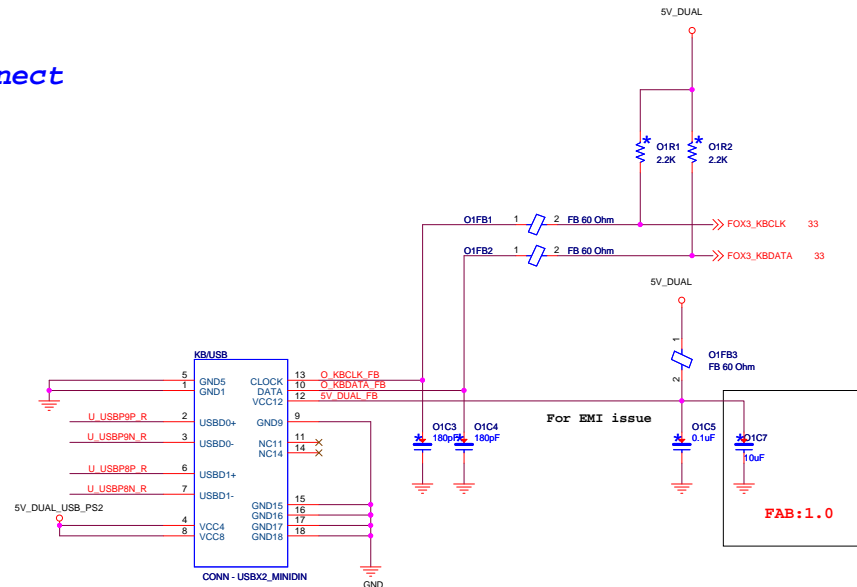 5V_DUAL
nect
O1R1
2.2K
O1R2
2.2K
O1FB1 1 2 FB 60 Ohm
FOX3_KBCLK 33
O1FB2 1 2 FB 60 Ohm
FOX3_KBDATA 33
5V_DUAL
1
O1FB3
FB 60 Ohm
2
KB/USB
5 GND5 CLOCK 13 O_KBCLK_FB
1 GND1 DATA 10 O_KBDATA_FB
VCC12 12 5V_DUAL_FB
U_USBP9P_R 2 USBD0+ GND9 9
U_USBP9N_R 3 USBD0- NC11 11
NC14 14
U_USBP8P_R 6 USBD1+
U_USBP8N_R 7 USBD1-
GND15 15
GND16 16
GND17 17
GND18 18
5V_DUAL_USB_PS2
4 VCC4
8 VCC8
CONN - USBX2_MINIDIN
GND
For EMI issue
O1C3
180pF
O1C4
180pF
O1C5
0.1uF
O1C7
10uF
FAB:1.0